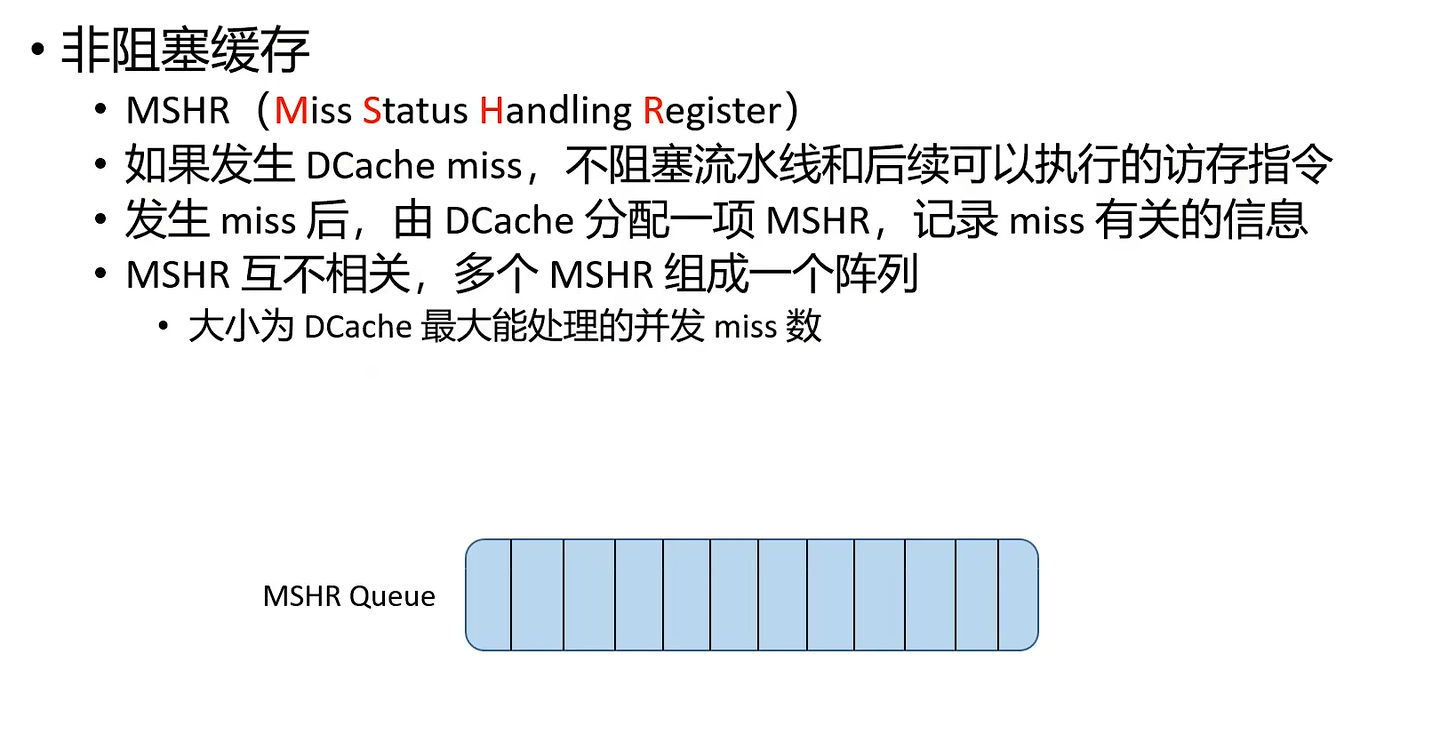 • 非阻塞缓存
• MSHR（Miss Status Handling Register）
• 如果发生 DCache miss，不阻塞流水线和后续可以执行的访存指令
• 发生 miss 后，由 DCache 分配一项 MSHR，记录 miss 有关的信息
• MSHR 互不相关，多个 MSHR 组成一个阵列
• 大小为 DCache 最大能处理的并发 miss 数
MSHR Queue